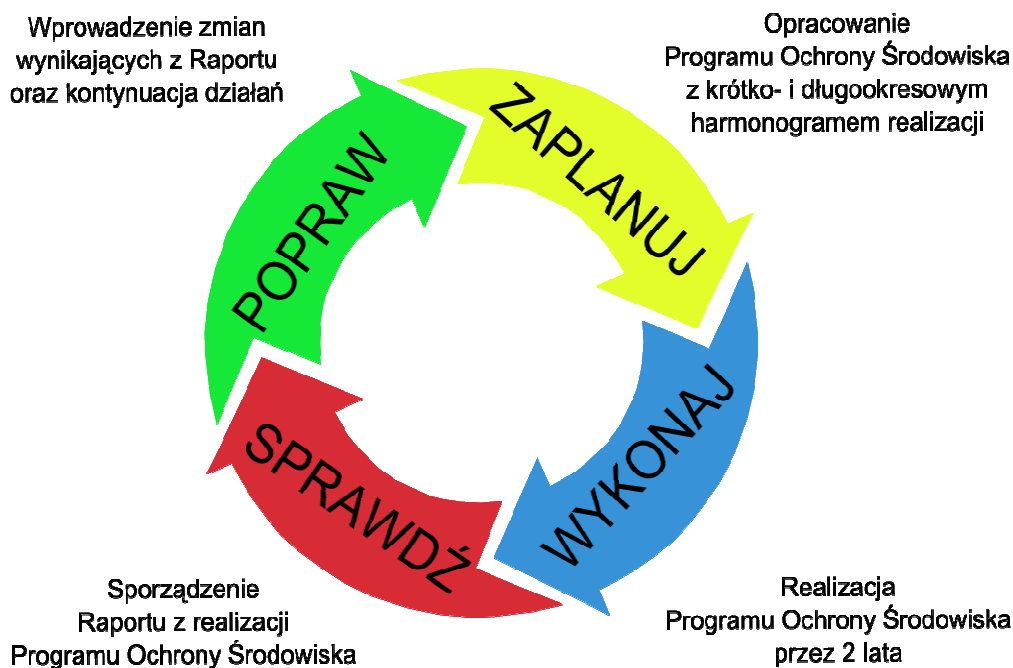 Wprowadzenie zmian
wynikających z Raportu
oraz kontynuacja działań
Opracowanie
Programu Ochrony Środowiska
z krótko- i długookresowym
harmonogramem realizacji
ZAPLANUJ
POPRAW
WYKONAJ
SPRAWDŹ
Sporządzenie
Raportu z realizacji
Programu Ochrony Środowiska
Realizacja
Programu Ochrony Środowiska
przez 2 lata